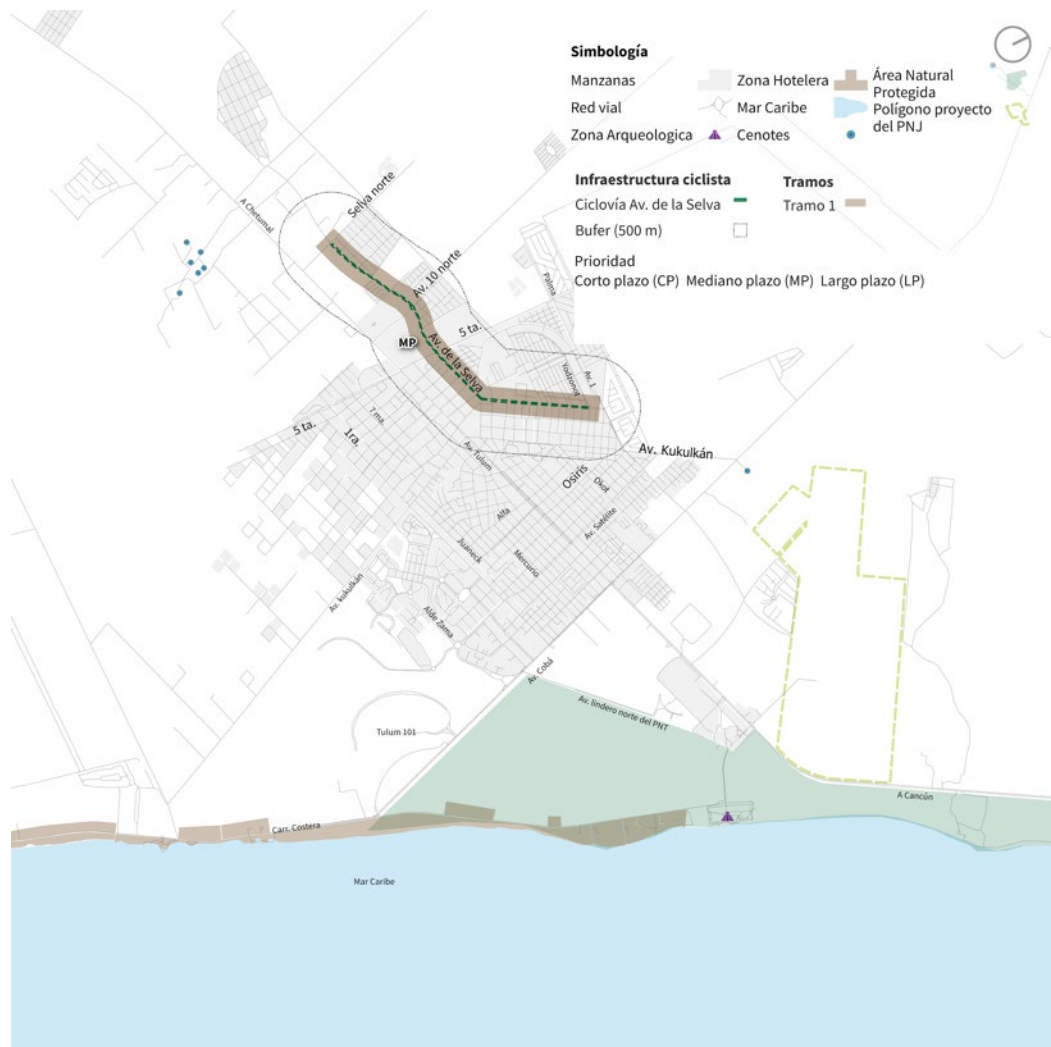 Simbología
Manzanas
Zona Hotelera
Área Natural
Protegida
Red vial
Mar Caribe
Polígono proyecto
del PNJ
Zona Arqueologica
Cenotes
Infraestructura ciclista
Tramos
Ciclovía Av. de la Selva
Tramo 1
Bufer (500 m)
Prioridad
Corto plazo (CP) Mediano plazo (MP) Largo plazo (LP)
Selva norte
A Chetumal
Av. 10 norte
Palma
5 ta.
MP
Av. de la Selva
Yodzonot
Av. 1
7 ma.
5 ta.
1ra.
Av. Tulum
Av. Kukulkán
Osiris
Okot
Alfa
Av. Satélite
Juaneck
Mercurio
Av. kukulkán
Alde Zama
Av. Cobá
Av. lindero norte del PNT
Tulum 101
A Cancún
Carr. Costera
Mar Caribe